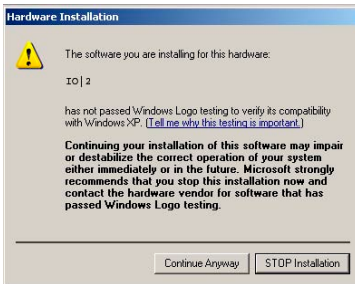 Hardware Installation
The software you are installing for this hardware:
IO|2
has not passed Windows Logo testing to verify its compatibility
with Windows XP. (Tell me why this testing is important.)
Continuing your installation of this software may impair
or destabilize the correct operation of your system
either immediately or in the future. Microsoft strongly
recommends that you stop this installation now and
contact the hardware vendor for software that has
passed Windows Logo testing.
Continue Anyway
STOP Installation